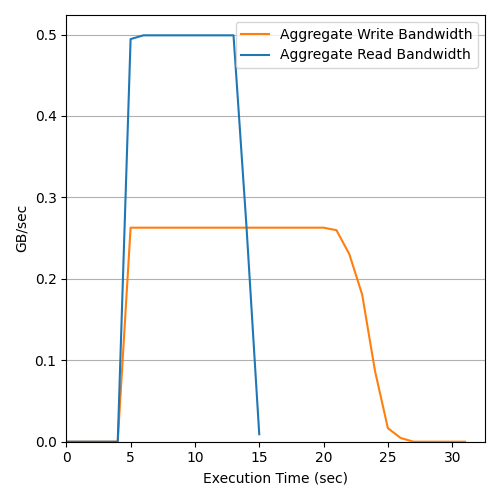 Aggregate Write Bandwidth
Aggregate Read Bandwidth
GB/sec
0.5
0.4
0.3
0.2
0.1
0.0
0 5 10 15 20 25 30
Execution Time (sec)